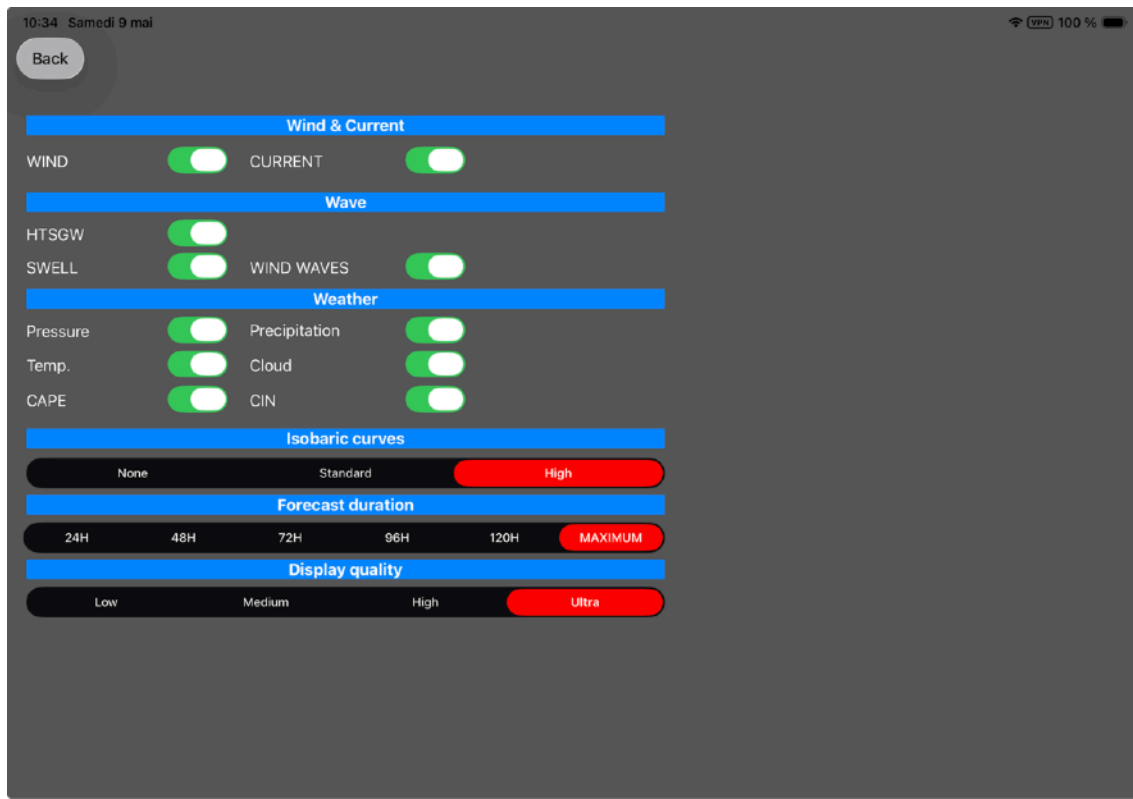 10:34 Samedi 9 mai VPN 100 %
Back
Wind & Current
WIND CURRENT
Wave
HTSGW
SWELL WIND WAVES
Weather
Pressure Precipitation
Temp. Cloud
CAPE CIN
Isobaric curves
None Standard High
Forecast duration
24H 48H 72H 96H 120H MAXIMUM
Display quality
Low Medium High Ultra